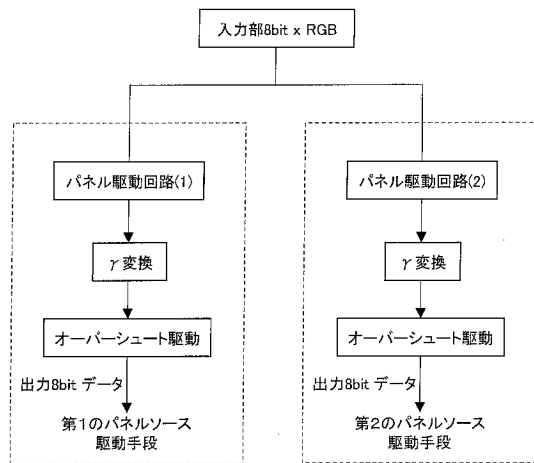 入力部8bit x RGB
パネル駆動回路(1)
γ変換
オーバーシュート駆動
出力8bit データ
第1のパネルソース
駆動手段
パネル駆動回路(2)
γ変換
オーバーシュート駆動
出力8bit データ
第2のパネルソース
駆動手段